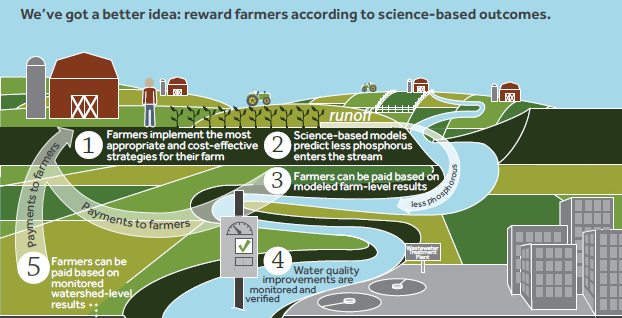 We've got a better idea: reward farmers according to science-based outcomes.
runoff
1
Farmers implement the most
appropriate and cost-effective
strategies for their farm
2
Science-based models
predict less phosphorus
enters the stream
3
Farmers can be paid based on
modeled farm-level results
less phosphorous
Payments to farmers
Payments to farmers
Wastewater
Treatment
Plant
4
Water quality
improvements are
monitored and
verified
5
Farmers can be
paid based on
monitored
watershed-level
results